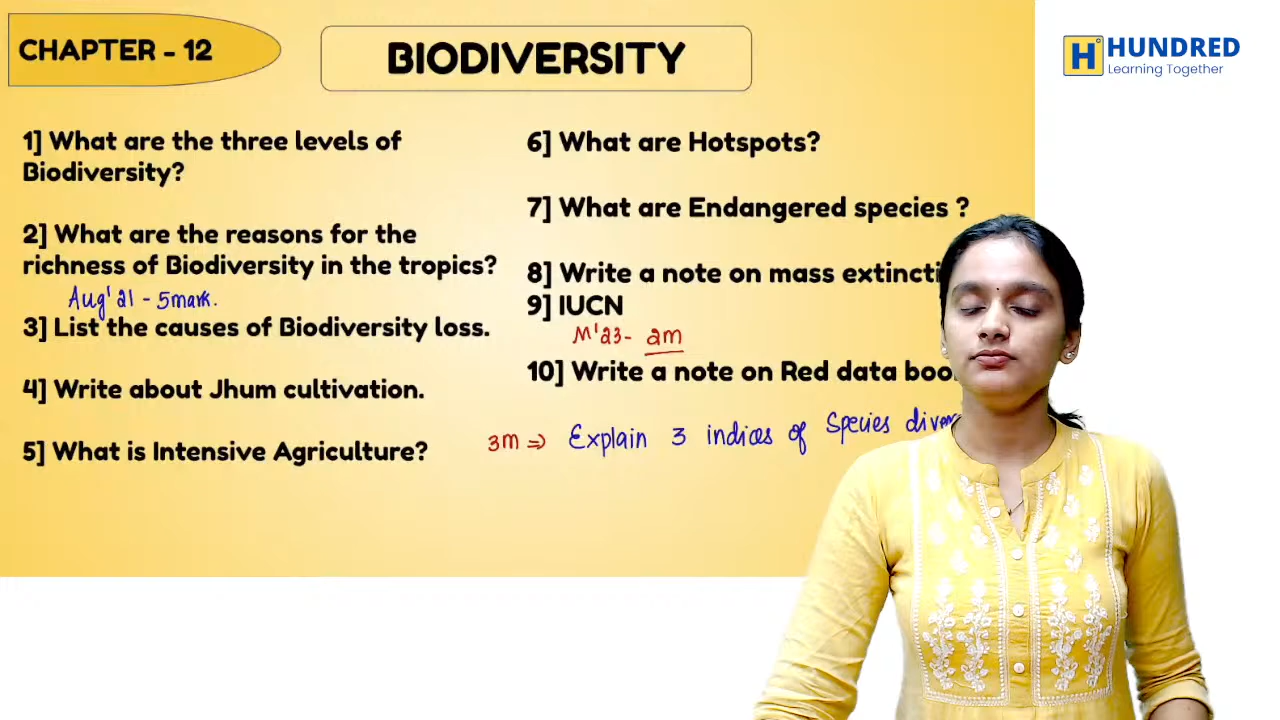 CHAPTER - 12
BIODIVERSITY
HUNDRED
Learning Together
1] What are the three levels of
Biodiversity?
2] What are the reasons for the
richness of Biodiversity in the tropics?
Aug' 21 - 5mark.
3] List the causes of Biodiversity loss.
4] Write about Jhum cultivation.
5] What is Intensive Agriculture?
6] What are Hotspots?
7] What are Endangered species ?
8] Write a note on mass
9] IUCN
M'23- 2m
10] Write a note on Red data
3m ⇒ Explain 3 indices of Species